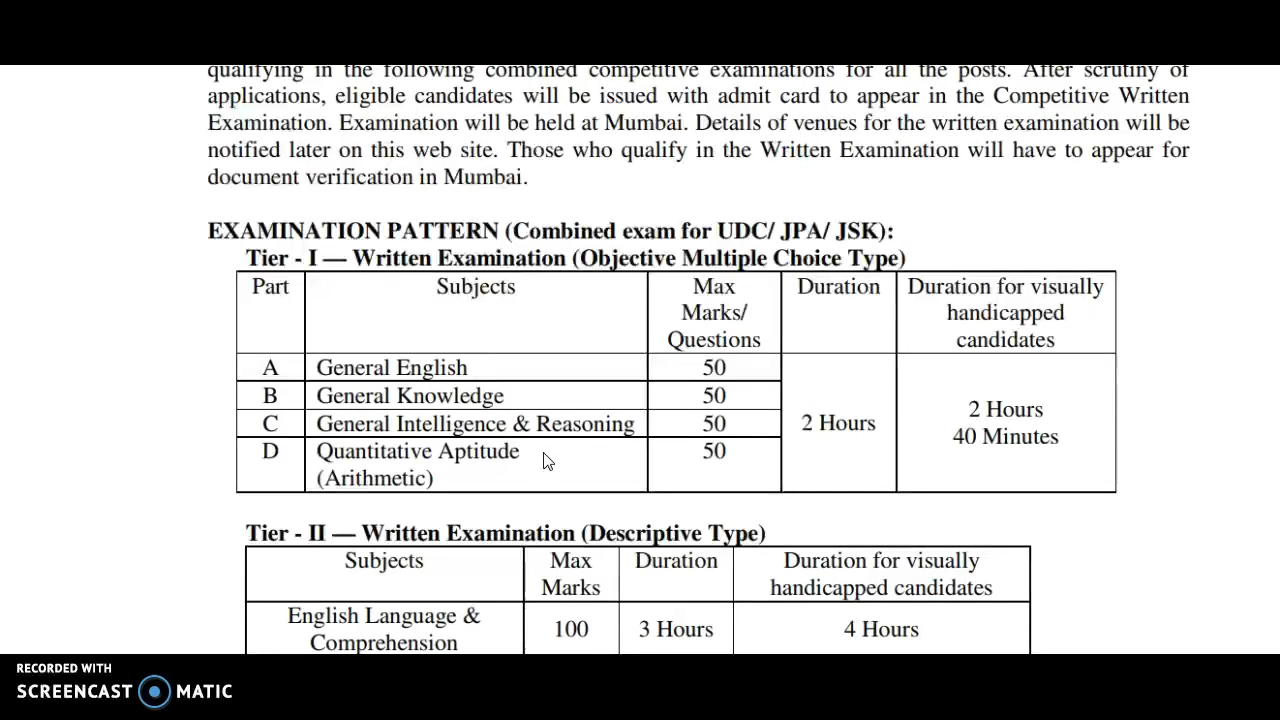 qualifying in the following combined competitive examinations for all the posts. After scrutiny of
applications, eligible candidates will be issued with admit card to appear in the Competitive Written
Examination. Examination will be held at Mumbai. Details of venues for the written examination will be
notified later on this web site. Those who qualify in the Written Examination will have to appear for
document verification in Mumbai.
EXAMINATION PATTERN (Combined exam for UDC/ JPA/ JSK):
Tier - I — Written Examination (Objective Multiple Choice Type)
Part Subjects Max Duration Duration for visually
Marks/ handicapped
Questions candidates
A General English 50
B General Knowledge 50
C General Intelligence & Reasoning 50
D Quantitative Aptitude 50
(Arithmetic)
2 Hours
2 Hours
40 Minutes
Tier - II — Written Examination (Descriptive Type)
Subjects Max Duration Duration for visually
Marks handicapped candidates
English Language & 
Comprehension 100 3 Hours 4 Hours
RECORDED WITH
SCREENCAST MATIC